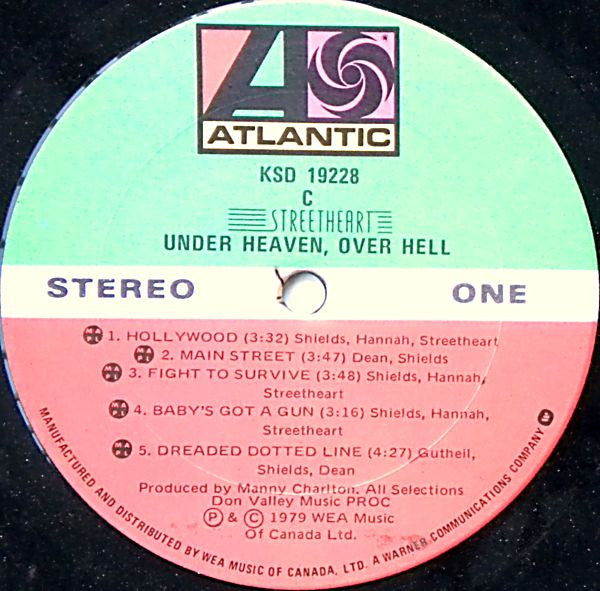 A
ATLANTIC
KSD 19228
C
STREETHEART
UNDER HEAVEN, OVER HELL
STEREO ONE
1. HOLLYWOOD (3:32) Shields, Hannah, Streetheart
2. MAIN STREET (3:47) Dean, Shields
3. FIGHT TO SURVIVE (3:48) Shields, Hannah,
Streetheart
4. BABY'S GOT A GUN (3:16) Shields, Hannah,
Streetheart
5. DREADED DOTTED LINE (4:27) Gutheil,
Shields, Dean
Produced by Manny Charlton. All Selections
Don Valley Music PROC
Ⓟ & © 1979 WEA Music
Of Canada Ltd.
MANUFACTURED AND DISTRIBUTED BY WEA MUSIC OF CANADA, LTD. A WARNER COMMUNICATIONS COMPANY